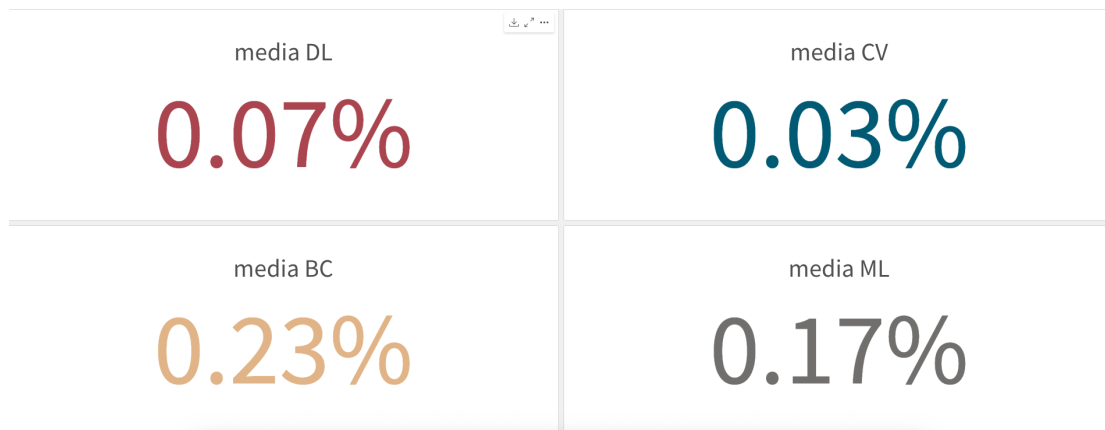 media DL
0.07%
media CV
0.03%
media BC
0.23%
media ML
0.17%